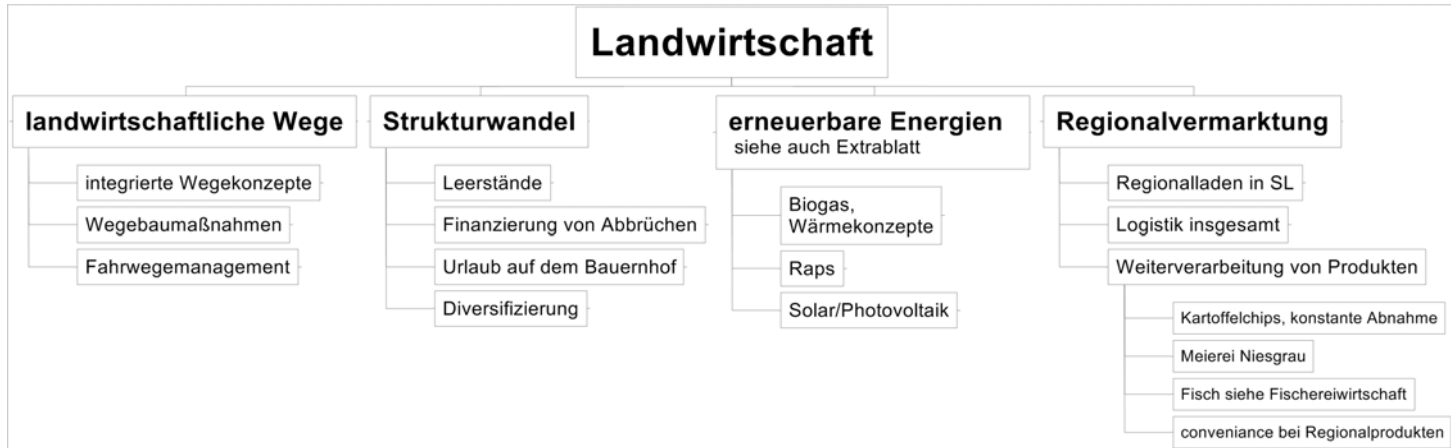 Landwirtschaft
landwirtschaftliche Wege
integrierte Wegekonzepte
Wegebaumaßnahmen
Fahrwegemanagement
Strukturwandel
Leerstände
Finanzierung von Abbrüchen
Urlaub auf dem Bauernhof
Diversifizierung
erneuerbare Energien
siehe auch Extrablatt
Biogas,
Wärmekonzepte
Raps
Solar/Photovoltaik
Regionalvermarktung
Regionalladen in SL
Logistik insgesamt
Weiterverarbeitung von Produkten
Kartoffelchips, konstante Abnahme
Meierei Niesgrau
Fisch siehe Fischereiwirtschaft
conveniance bei Regionalprodukten